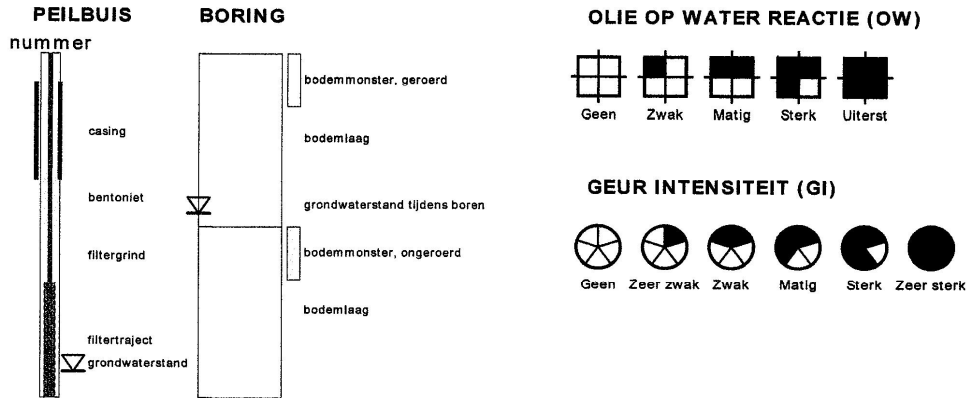 PEILBUIS
nummer
casing
bentoniet
filtergrind
filtertraject
grondwaterstand
BORING
bodemmonster, geroerd
bodemlaag
grondwaterstand tijdens boren
bodemmonster, ongeroerd
bodemlaag
OLIE OP WATER REACTIE (OW)
Geen Zwak Matig Sterk Uiterst
GEUR INTENSITEIT (GI)
Geen Zeer zwak Zwak Matig Sterk Zeer sterk